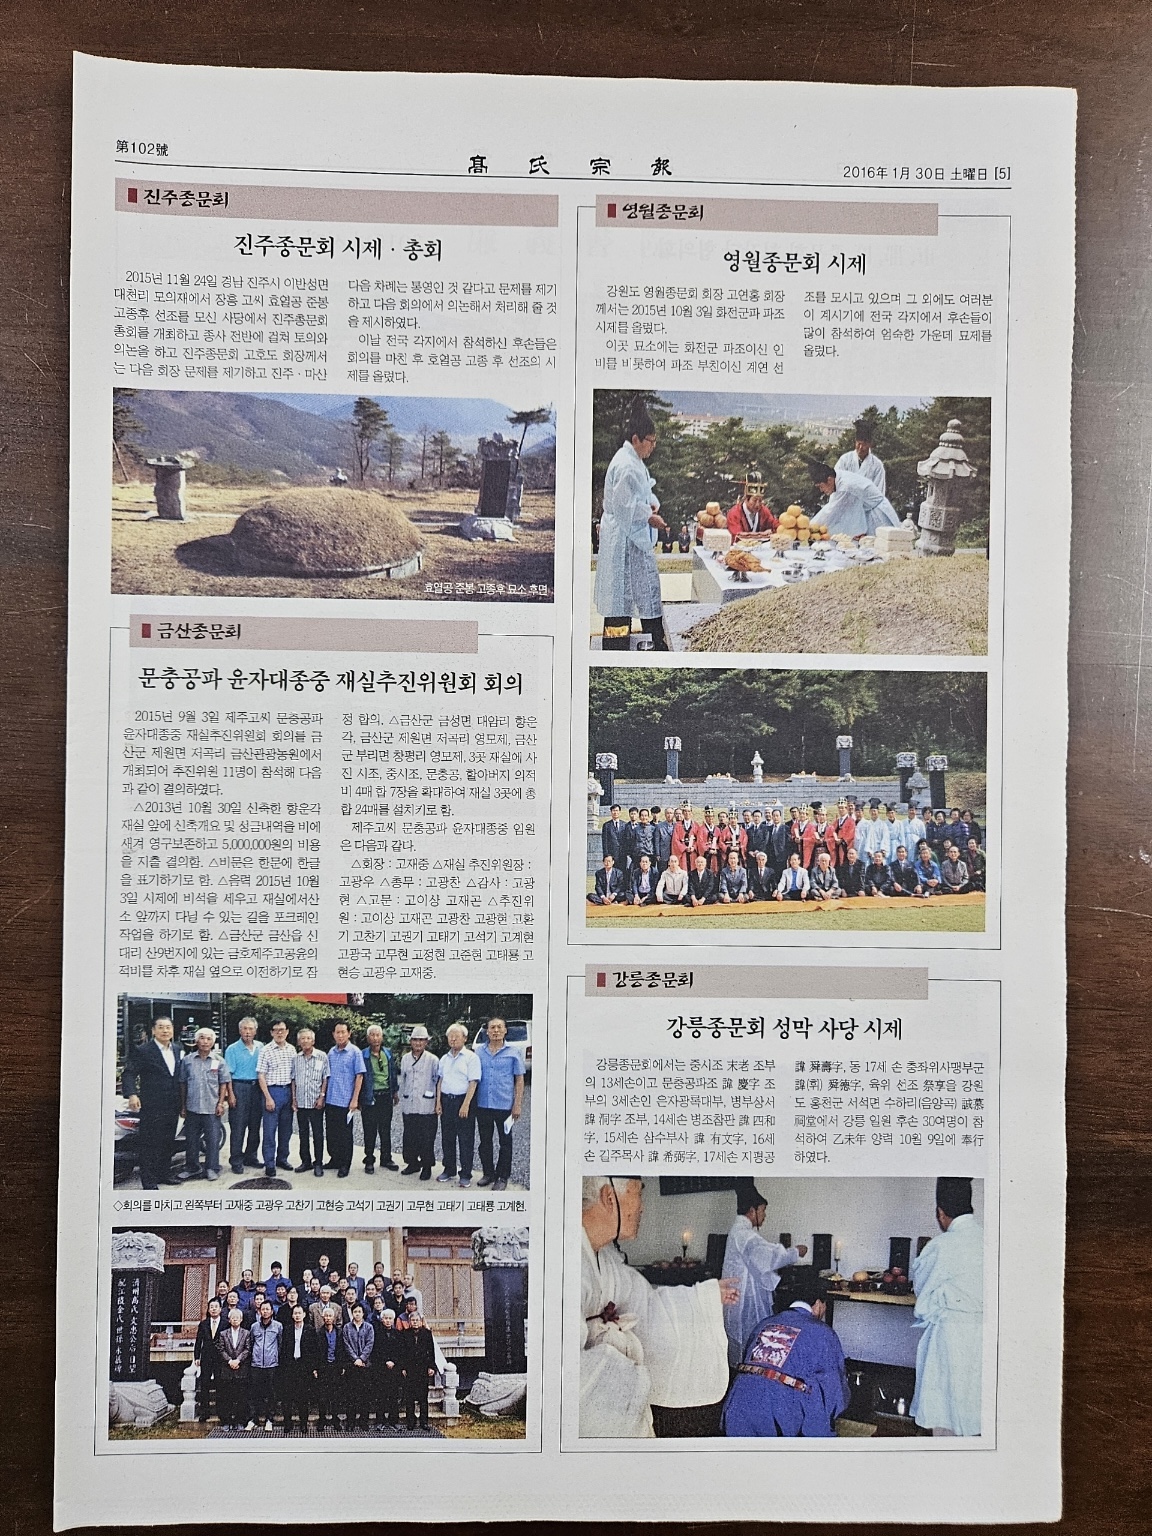 第102號
高氏宗報
2016年 1月 30日 土曜日 [5]
진주종문회
진주종문회 시제 · 총회
2015년 11월 24일 경남 진주시 이반성면
대천리 모의재에서 장흥 고씨 효열공 준봉
고종후 선조를 모신 사당에서 진주총문회
총회를 개최하고 종사 전반에 걸쳐 토의와
의논을 하고 진주종문회 고호도 회장께서
는 다음 회장 문제를 제기하고 진주 · 마산
다음 차례는 통영인 것 같다고 문제를 제기
하고 다음 회의에서 의논해서 처리해 줄 것
을 제시하였다.
이날 전국 각지에서 참석하신 후손들은
회의를 마친 후 호열공 고종 후 선조의 시
제를 올렸다.
효열공 준봉 고종후 묘소 후면
금산종문회
문충공파 윤자대종중 재실추진위원회 회의
2015년 9월 3일 제주고씨 문충공파
윤자대종중 재실추진위원회 회의를 금
산군 제원면 저곡리 금산관광농원에서
개최되어 추진위원 11명이 참석해 다음
과 같이 결의하였다.
△2013년 10월 30일 신축한 향운각
재실 앞에 신축개요 및 성금내역을 비에
새겨 영구보존하고 5,000,000원의 비용
을 지출 결의함. △비문은 한문에 한글
을 표기하기로 함. △음력 2015년 10월
3일 시제에 비석을 세우고 재실에서산
소 앞까지 다닐 수 있는 길을 포크레인
작업을 하기로 함. △금산군 금산읍 신
대리 산9번지에 있는 금호제주고공윤의
적비를 차후 재실 옆으로 이전하기로 잠
정 합의. △금산군 금성면 대암리 향운
각, 금산군 제원면 저곡리 영모제, 금산
군 부리면 창평리 영모제, 3곳 재실에 사
진 시조, 중시조, 문충공, 할아버지 의적
비 4매 합 7장을 확대하여 재실 3곳에 총
합 24매를 설치키로 함.
제주고씨 문충공파 윤자대종중 임원
은 다음과 같다.
△회장 : 고재중 △재실 추진위원장 :
고광우 △총무 : 고광찬 △감사 : 고광
현 △고문 : 고이상 고재곤 △추진위
원 : 고이상 고재곤 고광찬 고광현 고환
기 고찬기 고권기 고태기 고석기 고계현
고광국 고무현 고정현 고준현 고태룡 고
현승 고광우 고재중.
◇회의를 마치고 왼쪽부터 고재중 고광우 고찬기 고현승 고석기 고권기 고무현 고태기 고태룡 고계현.
영월종문회
영월종문회 시제
강원도 영월종문회 회장 고연홍 회장
께서는 2015년 10월 3일 화전군파 파조
시제를 올렸다.
이곳 묘소에는 화전군 파조이신 인
비를 비롯하여 파조 부친이신 계연 선
조를 모시고 있으며 그 외에도 여러분
이 계시기에 전국 각지에서 후손들이
많이 참석하여 엄숙한 가운데 묘제를
올렸다.
강릉종문회
강릉종문회 성막 사당 시제
강릉종문회에서는 중시조 末老 조부
의 13세손이고 문충공파조 諱 慶字 조
부의 3세손인 은자광록대부, 병부상서
諱 泂字 조부, 14세손 병조참판 諱 四和
字, 15세손 삼수부사 諱 有文字, 16세
손 길주목사 諱 希弼字, 17세손 지평공
諱 舜壽字, 동 17세 손 총좌위사맹부군
諱(휘) 舜德字, 육위 선조 祭享을 강원
도 홍천군 서석면 수하리(음양곡) 誠慕
祠堂에서 강릉 일원 후손 30여명이 참
석하여 乙未年 양력 10월 9일에 奉行
하였다.